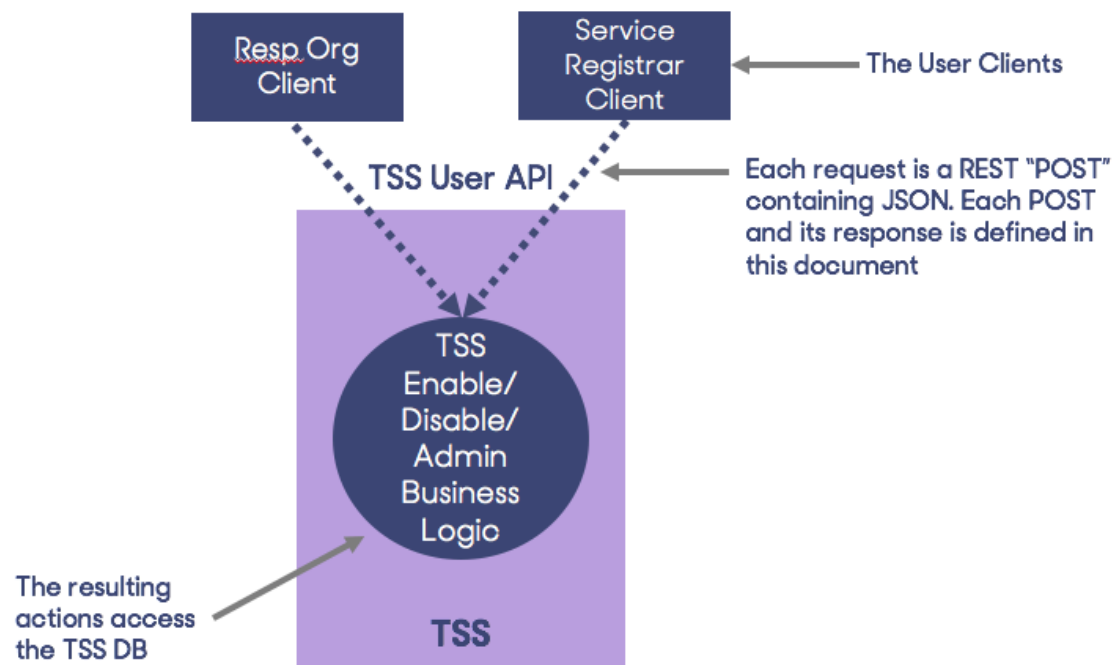 Resp Org
Client
Service
Registrar
Client
The User Clients
TSS User API
Each request is a REST “POST”
containing JSON. Each POST
and its response is defined in
this document
TSS
Enable/
Disable/
Admin
Business
Logic
The resulting
actions access
the TSS DB
TSS